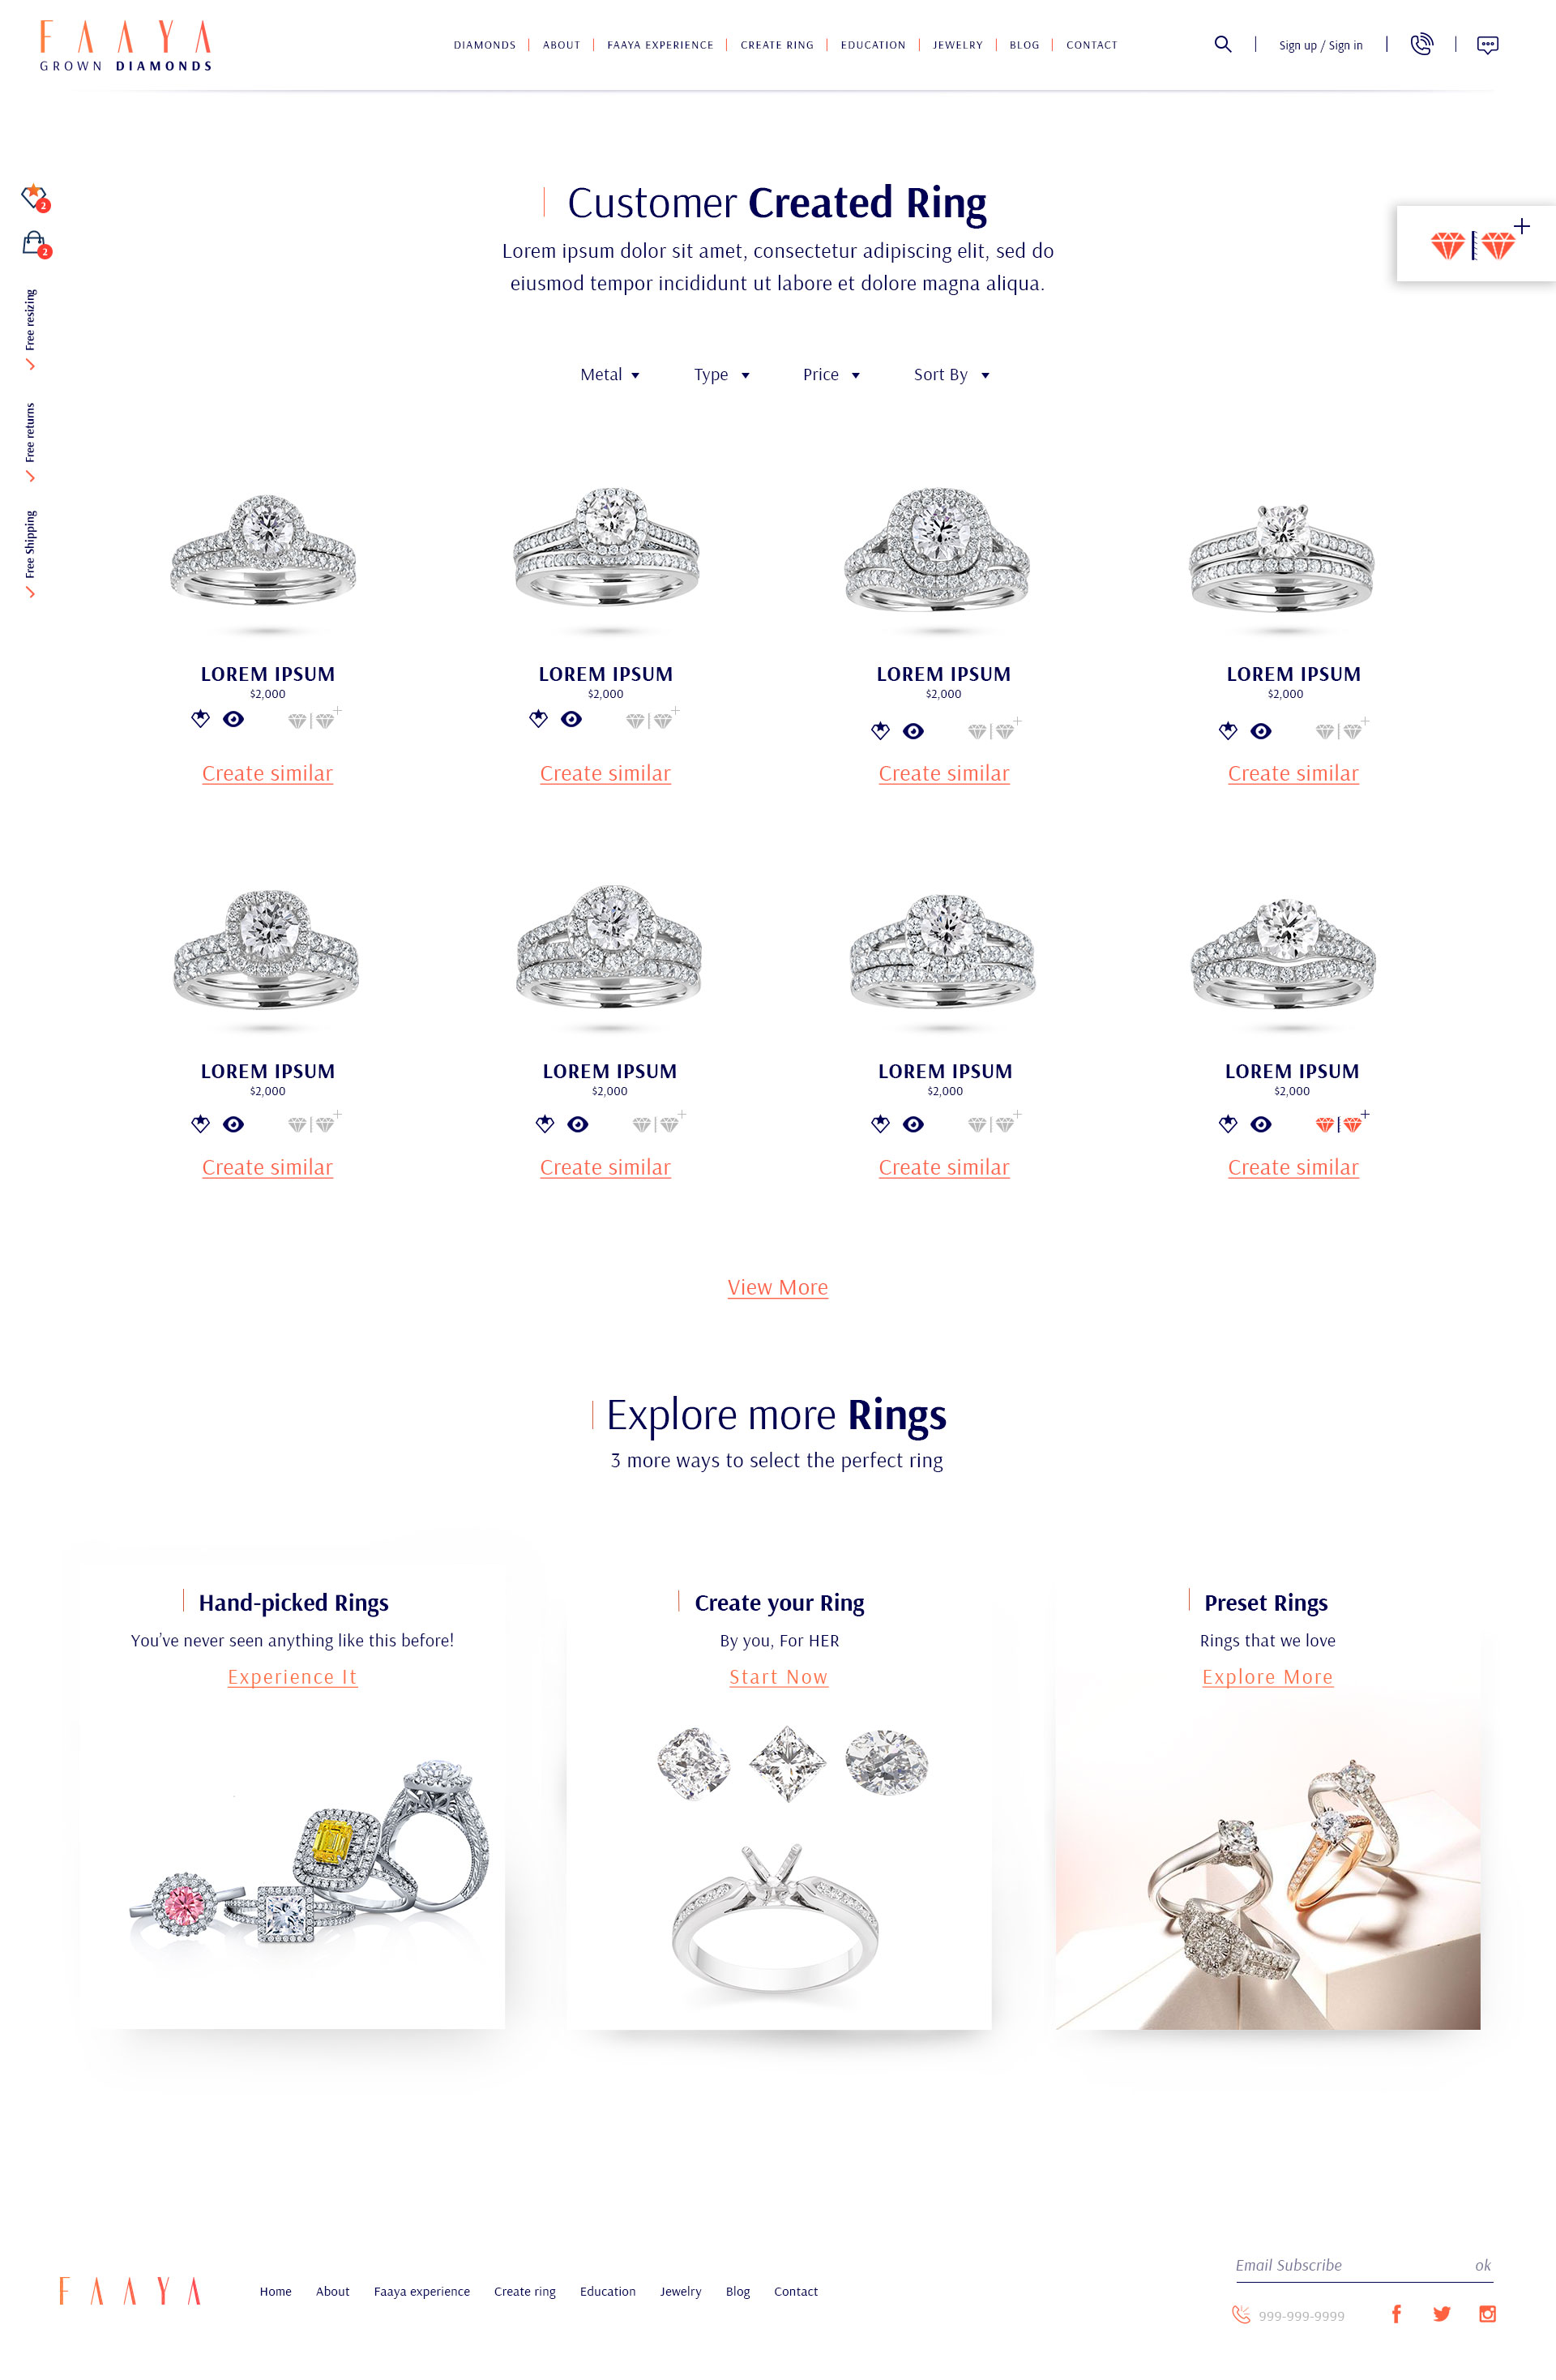 FAAYA
GROWN DIAMONDS
DIAMONDS ABOUT FAAYA EXPERIENCE CREATE RING EDUCATION JEWELRY BLOG CONTACT
Sign up / Sign in
2
2
Free resizing
Free returns
Free Shipping
Customer Created Ring
Lorem ipsum dolor sit amet, consectetur adipiscing elit, sed do
eiusmod tempor incididunt ut labore et dolore magna aliqua.
Metal Type Price Sort By
LOREM IPSUM LOREM IPSUM LOREM IPSUM LOREM IPSUM
$2,000 $2,000 $2,000 $2,000
Create similar Create similar Create similar Create similar
LOREM IPSUM LOREM IPSUM LOREM IPSUM LOREM IPSUM
$2,000 $2,000 $2,000 $2,000
Create similar Create similar Create similar Create similar
View More
Explore more Rings
3 more ways to select the perfect ring
Hand-picked Rings
You've never seen anything like this before!
Experience It
Create your Ring
By you, For HER
Start Now
Preset Rings
Rings that we love
Explore More
FAAYA
Home About Faaya experience Create ring Education Jewelry Blog Contact
Email Subscribe ok
999-999-9999